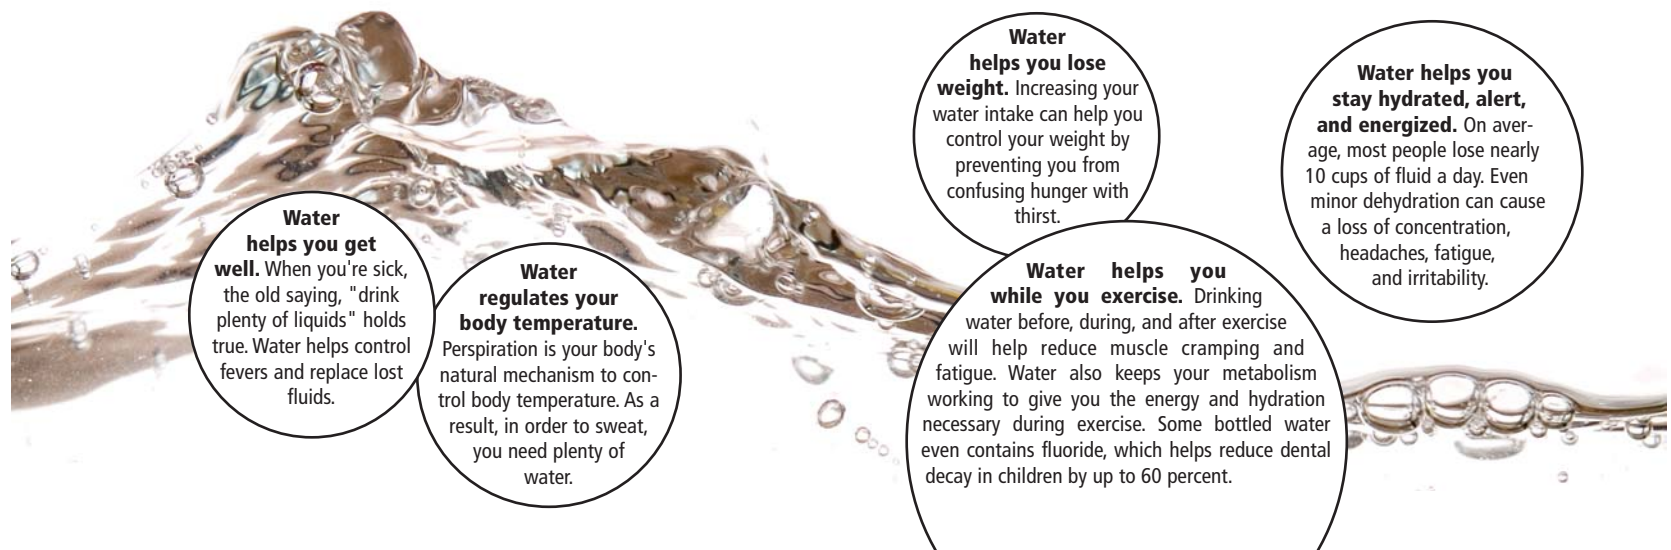 Water
helps you get
well. When you're sick,
the old saying, "drink
plenty of liquids" holds
true. Water helps control
fevers and replace lost
fluids.
Water
regulates your
body temperature.
Perspiration is your body's
natural mechanism to con-
trol body temperature. As a
result, in order to sweat,
you need plenty of
water.
Water
helps you lose
weight. Increasing your
water intake can help you
control your weight by
preventing you from
confusing hunger with
thirst.
Water helps you
while you exercise. Drinking
water before, during, and after exercise
will help reduce muscle cramping and
fatigue. Water also keeps your metabolism
working to give you the energy and hydration
necessary during exercise. Some bottled water
even contains fluoride, which helps reduce dental
decay in children by up to 60 percent.
Water helps you
stay hydrated, alert,
and energized. On aver-
age, most people lose nearly
10 cups of fluid a day. Even
minor dehydration can cause
a loss of concentration,
headaches, fatigue,
and irritability.